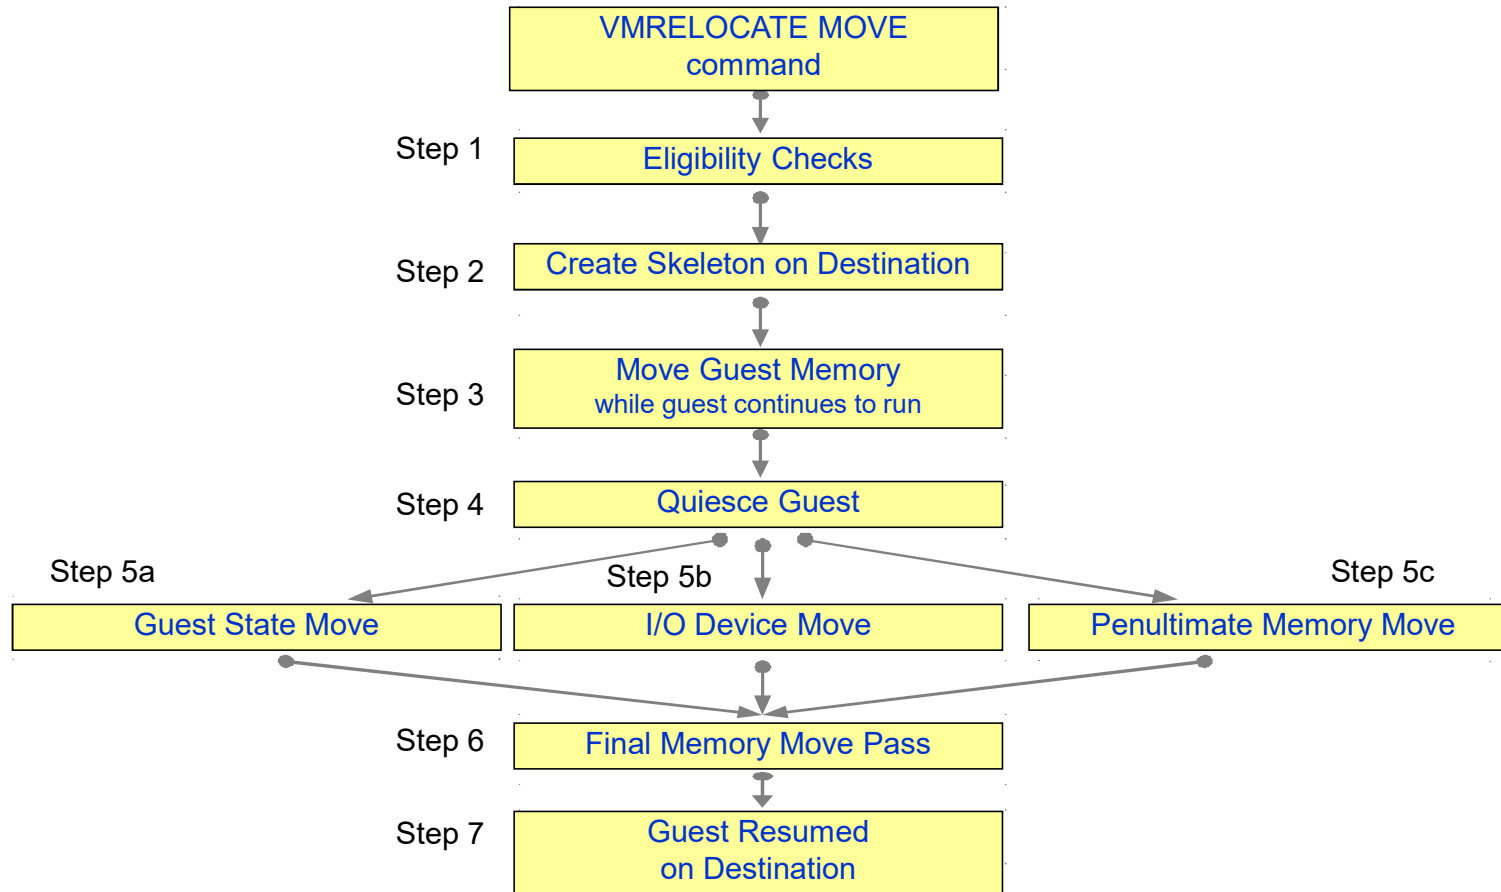 VMRELOCATE MOVE
command
Step 1
Eligibility Checks
Step 2
Create Skeleton on Destination
Step 3
Move Guest Memory
while guest continues to run
Step 4
Quiesce Guest
Step 5a
Step 5b
Step 5c
Guest State Move
I/O Device Move
Penultimate Memory Move
Step 6
Final Memory Move Pass
Step 7
Guest Resumed
on Destination